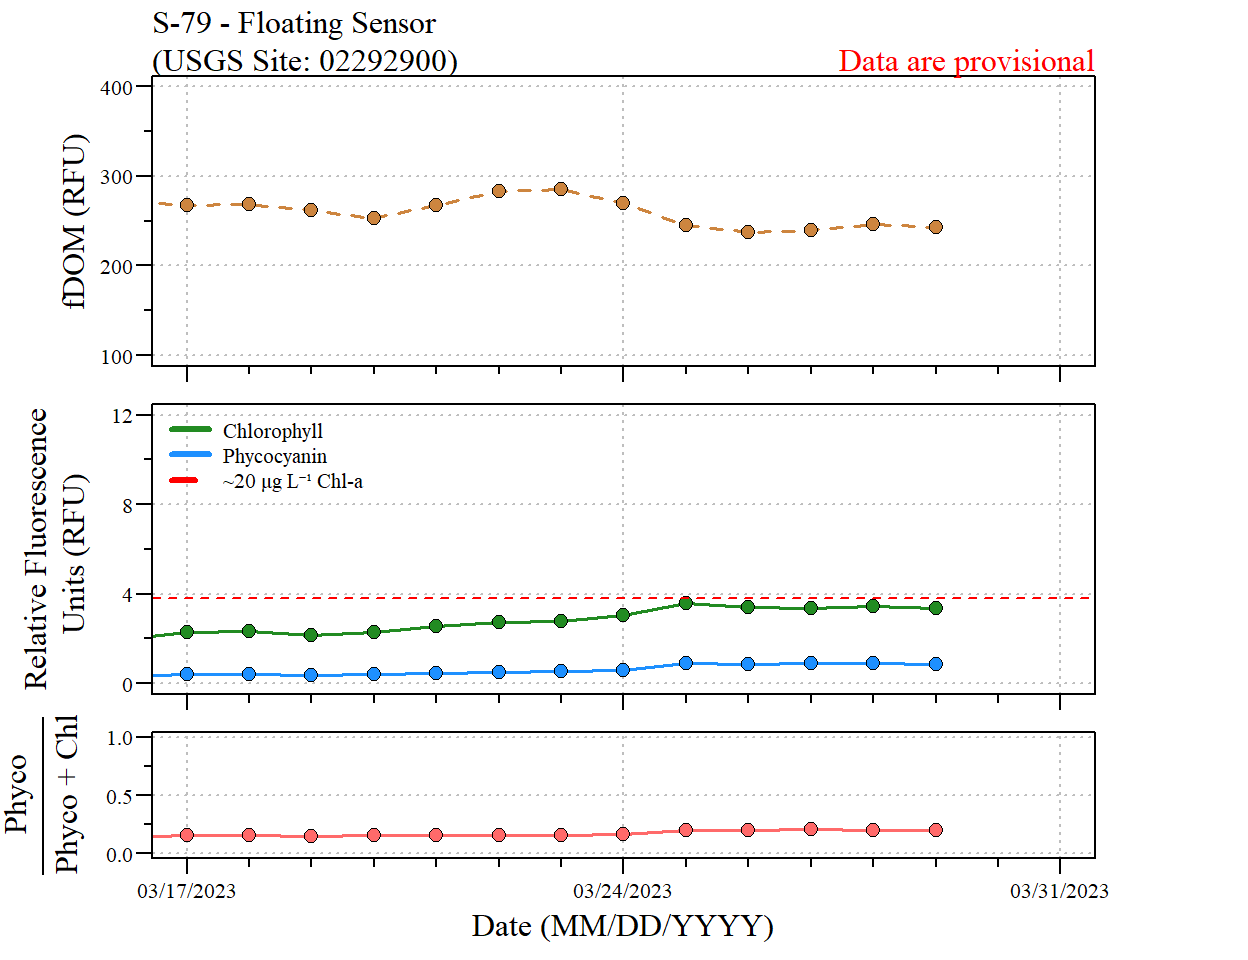 S-79 - Floating Sensor
(USGS Site: 02292900)
Data are provisional
fDOM (RFU)
400
300
200
100
Relative Fluorescence
Units (RFU)
12
8
4
0
Chlorophyll
Phycocyanin
~20 μg L⁻¹ Chl-a
Phyco
Phyco + Chl
1.0
0.5
0.0
03/17/2023
03/24/2023
03/31/2023
Date (MM/DD/YYYY)